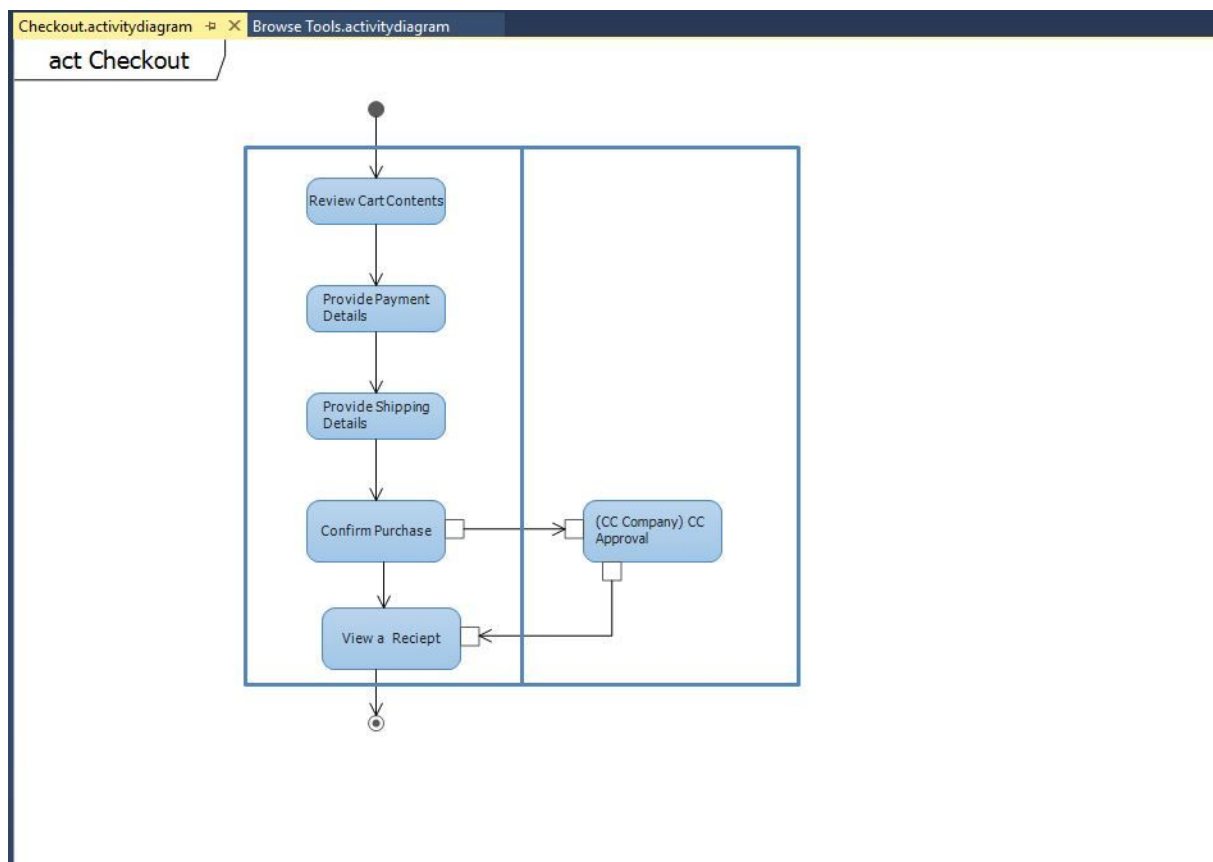 Checkout.activitydiagram
Browse Tools.activitydiagram
act Checkout
Review Cart Contents
Provide Payment
Details
Provide Shipping
Details
Confirm Purchase
(CC Company) CC
Approval
View a Reciept